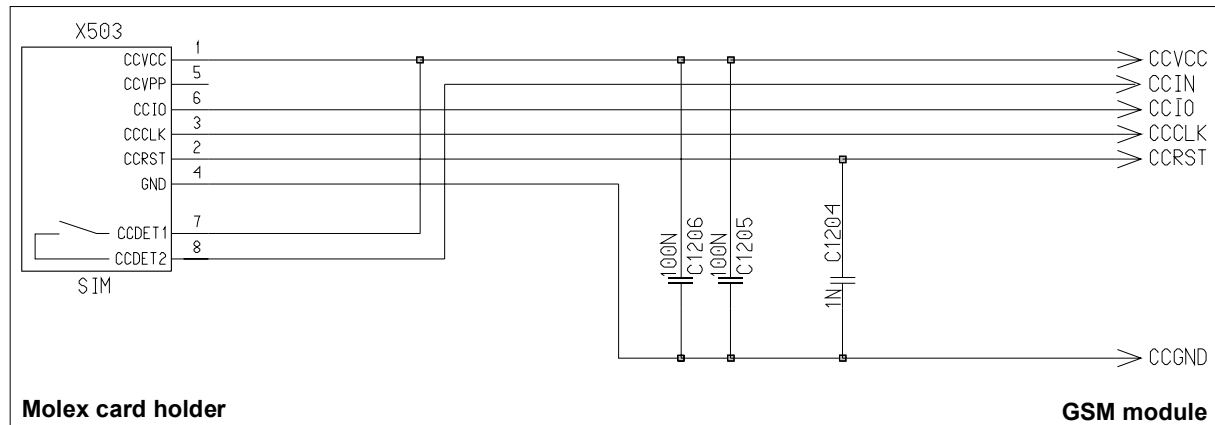 X503
CCVCC 1 CCVCC
CCVPP 5 CCIN
CCIO 6 CCIO
CCCLK 3 CCCLK
CCRST 2 CCRST
GND 4
CCDET1 7
CCDET2 8
SIM
100N C1206
100N C1205
1N C1204
CCGND
Molex card holder
GSM module